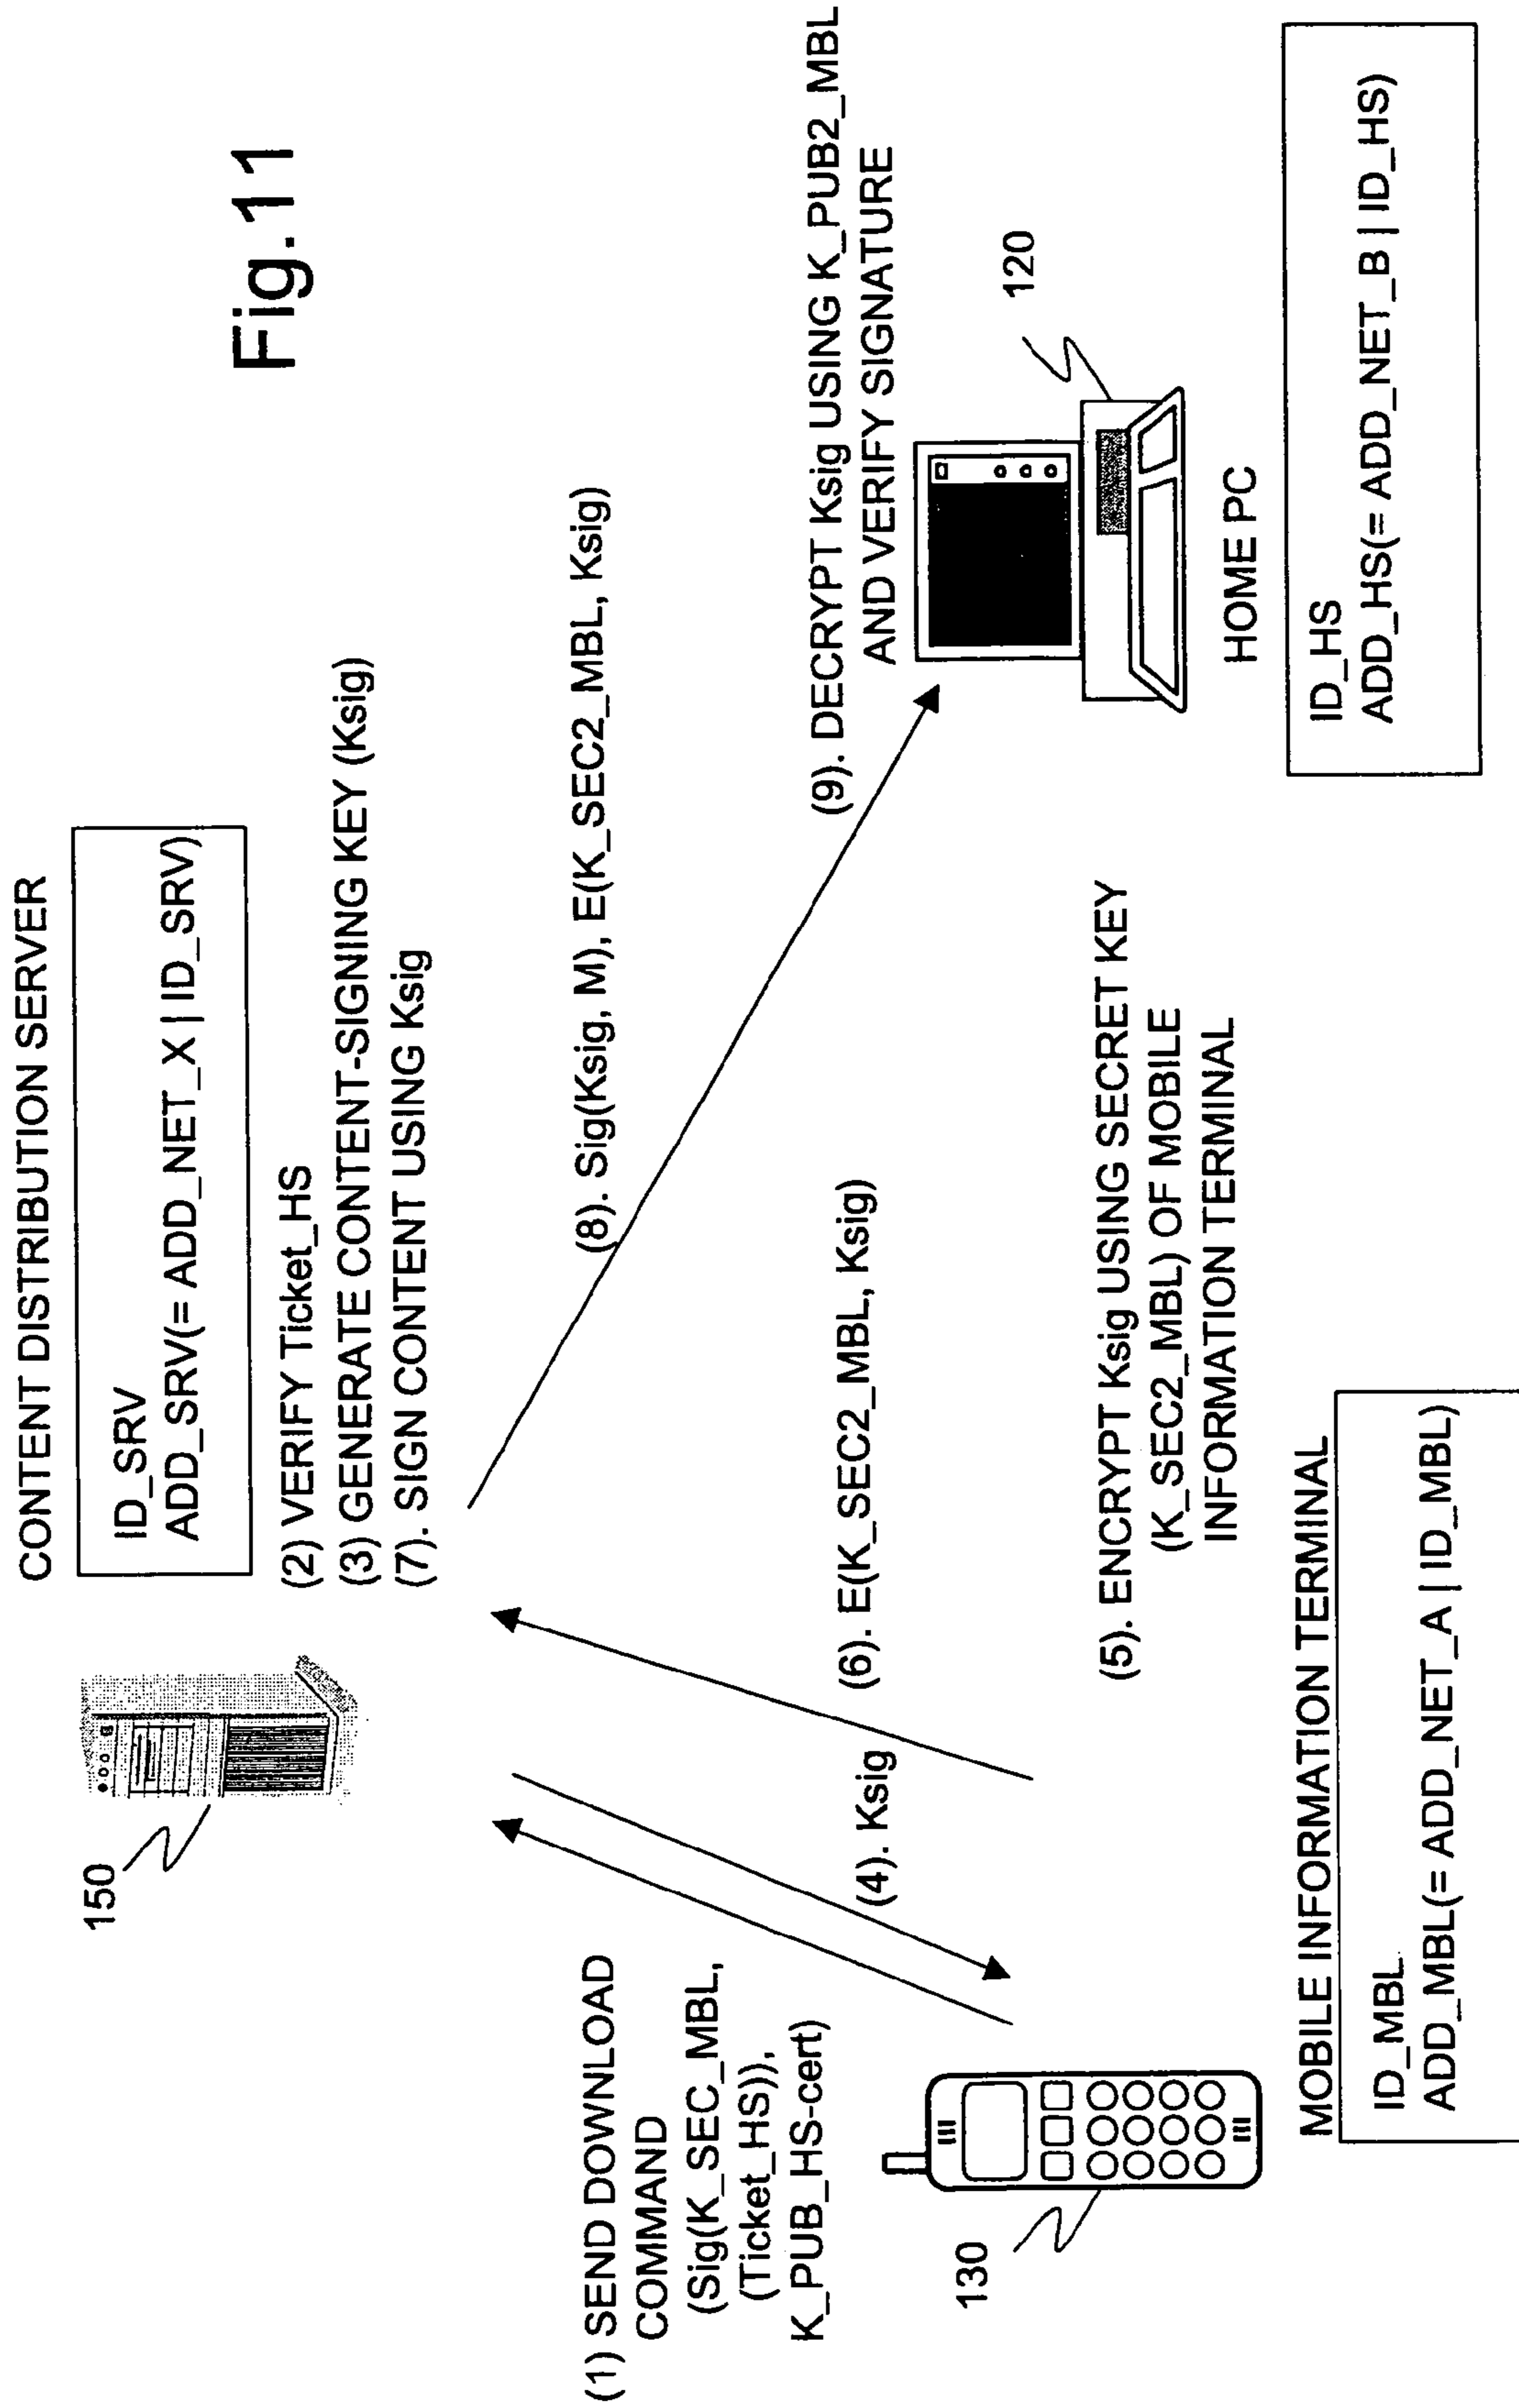 Fig.11
CONTENT DISTRIBUTION SERVER
ID_SRV
ADD_SRV(= ADD_NET_X | ID_SRV)
150
(2) VERIFY Ticket_HS
(3) GENERATE CONTENT-SIGNING KEY (Ksig)
(7). SIGN CONTENT USING Ksig
(8). Sig(Ksig, M), E(K_SEC2_MBL, Ksig)
(1) SEND DOWNLOAD
COMMAND
(Sig(K_SEC_MBL,
(Ticket_HS)),
K_PUB_HS-cert)
(4). Ksig
(6). E(K_SEC2_MBL, Ksig)
(9). DECRYPT Ksig USING K_PUB2_MBL
AND VERIFY SIGNATURE
120
HOME PC
ID_HS
ADD_HS(= ADD_NET_B | ID_HS)
(5). ENCRYPT Ksig USING SECRET KEY
(K_SEC2_MBL) OF MOBILE
INFORMATION TERMINAL
130
MOBILE INFORMATION TERMINAL
ID_MBL
ADD_MBL(= ADD_NET_A | ID_MBL)